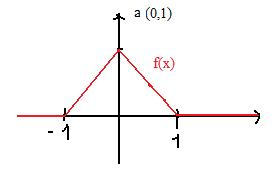 a (0,1)
f(x)
- 1
1